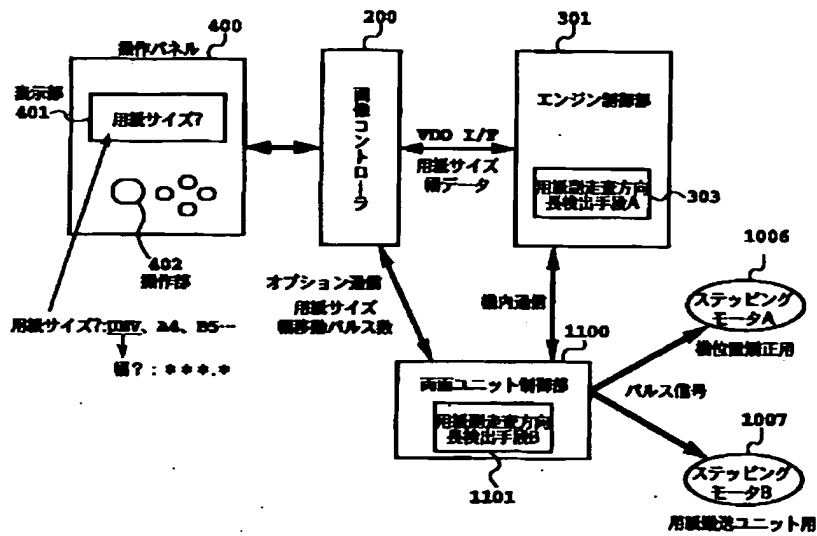 400
操作パネル
表示部
401
用紙サイズ?
402
操作部
用紙サイズ?:UNV、A4、B5…
幅?:***.*
200
画像コントローラ
VDO I/F
用紙サイズ
幅データ
301
エンジン制御部
用紙副走査方向
長検出手段A
303
オプション通信
用紙サイズ
幅移動パルス数
機内通信
1100
両面ユニット制御部
用紙副走査方向
長検出手段B
1101
パルス信号
1006
ステッピング
モータA
横位置矯正用
1007
ステッピング
モータB
用紙搬送ユニット用